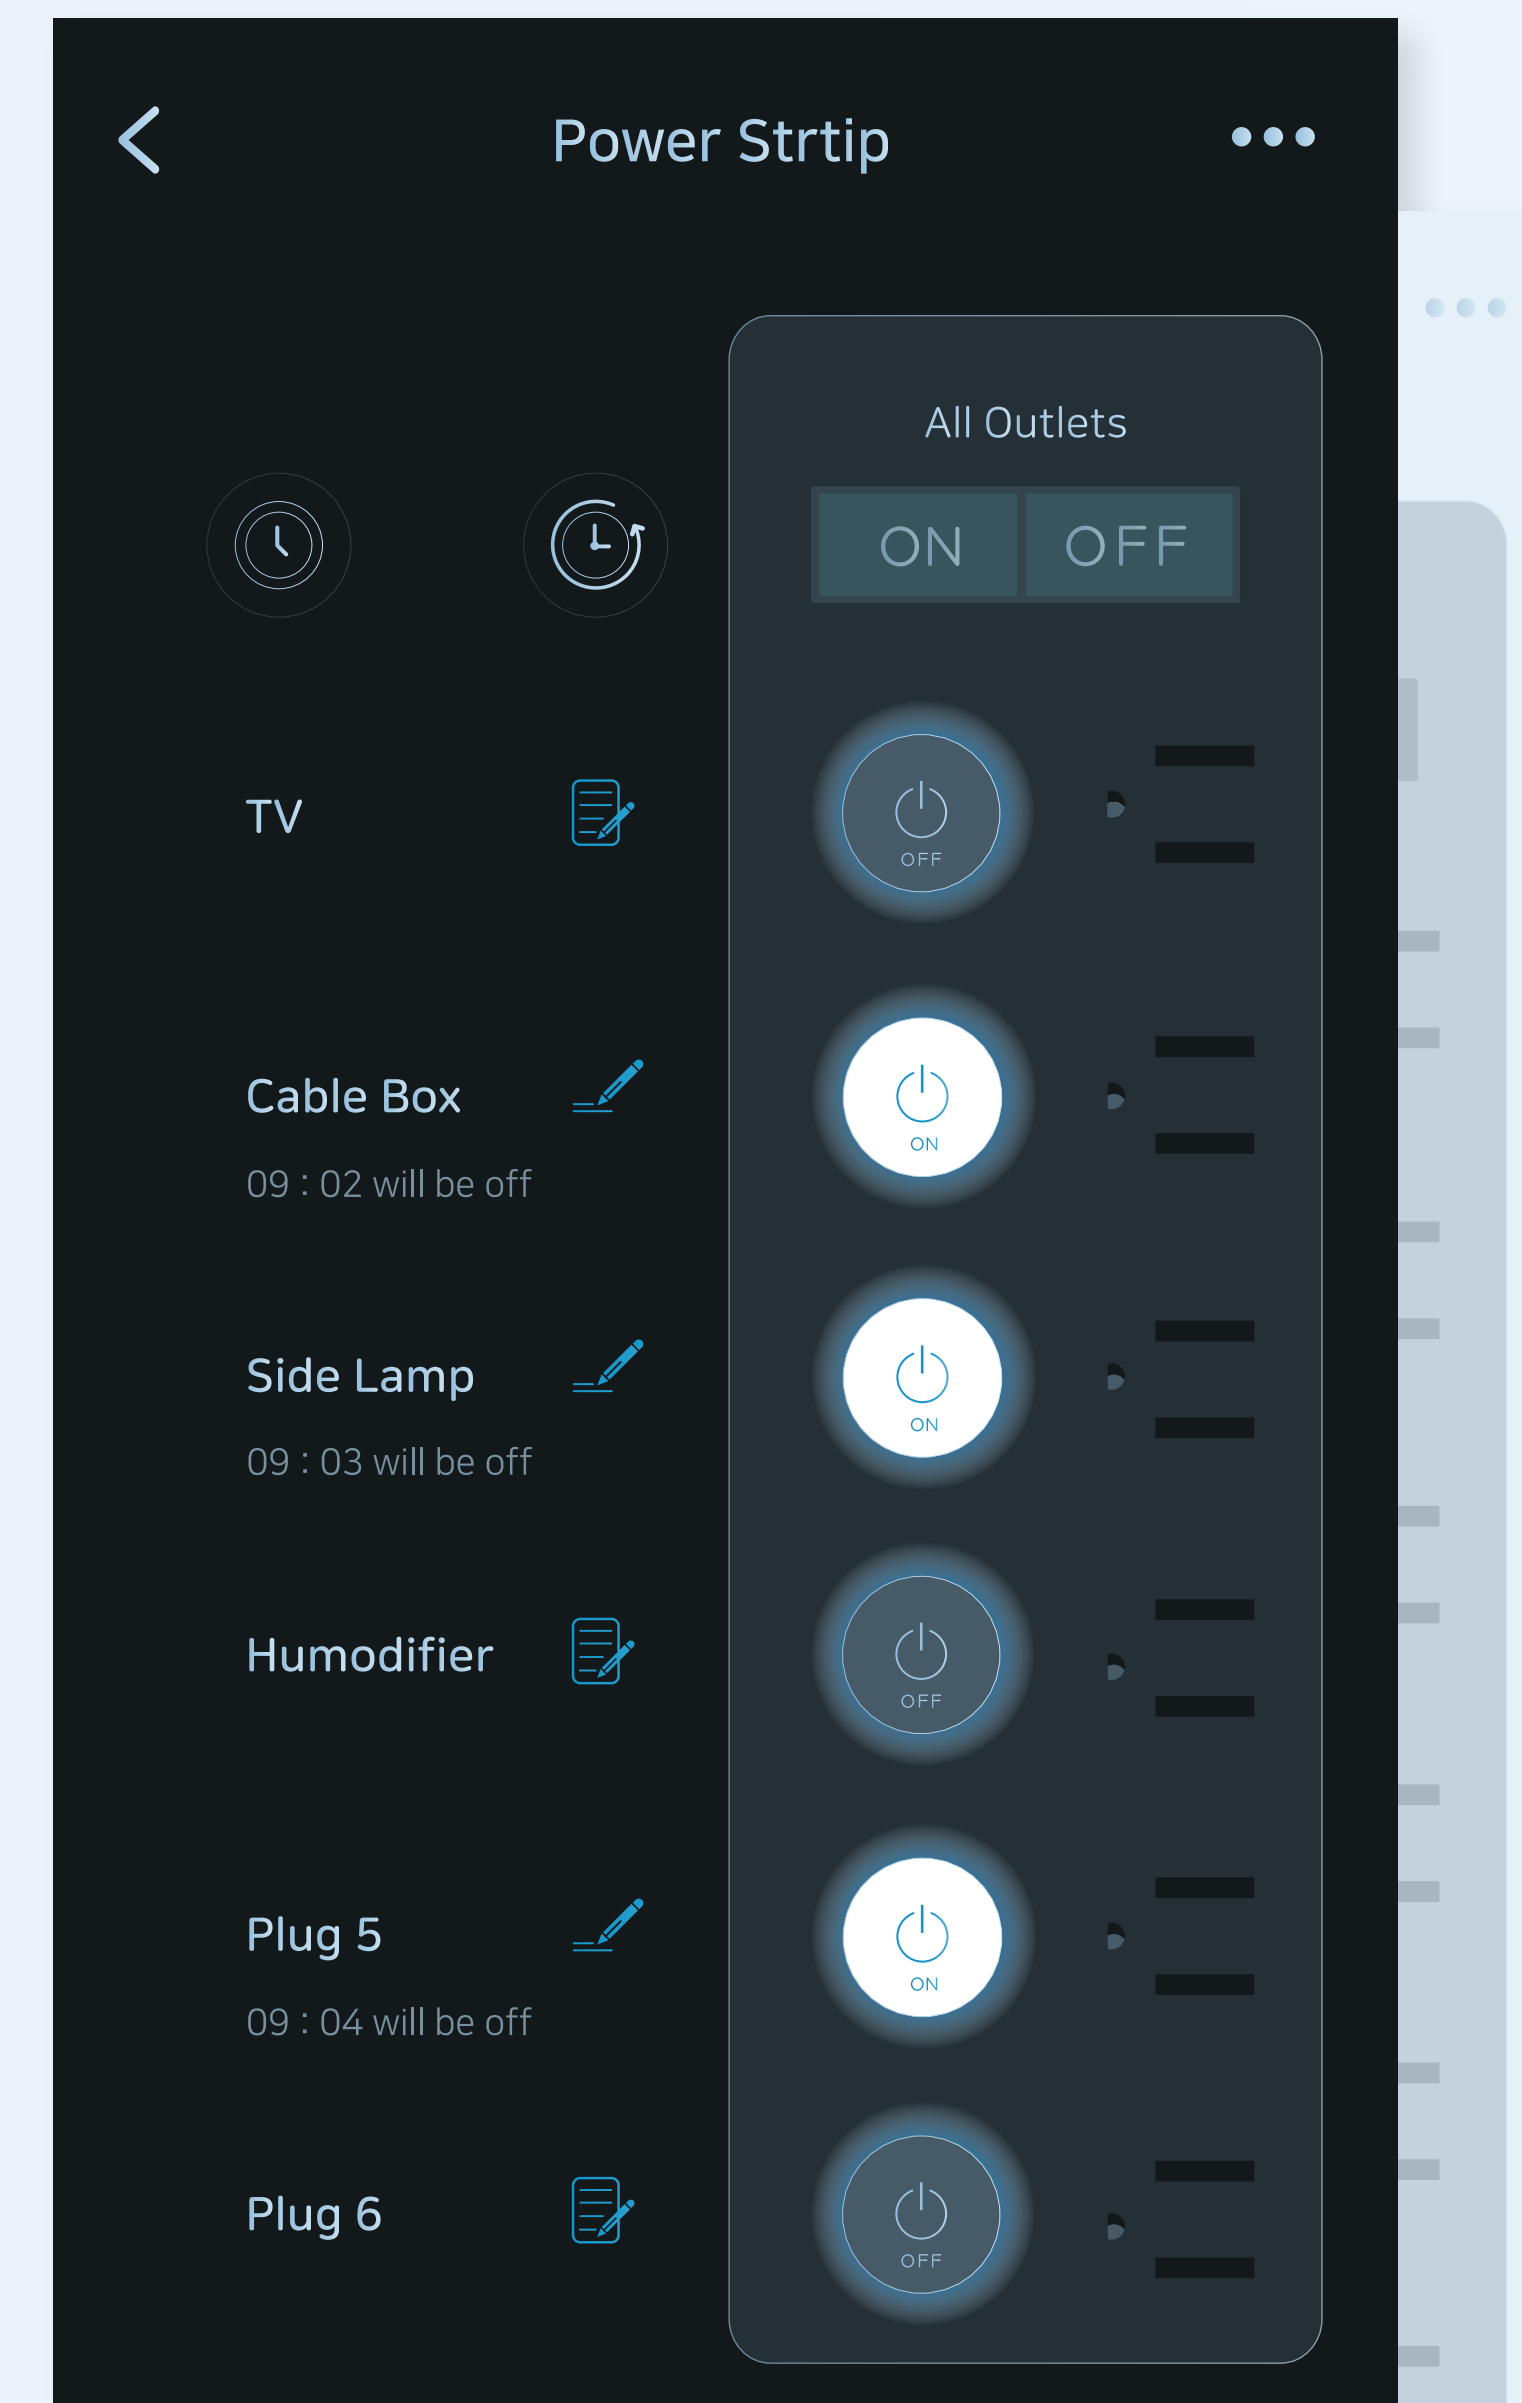 Power Strtip
All Outlets
ON OFF
TV
OFF
Cable Box
ON
09 : 02 will be off
Side Lamp
ON
09 : 03 will be off
Humodifier
OFF
Plug 5
ON
09 : 04 will be off
Plug 6
OFF